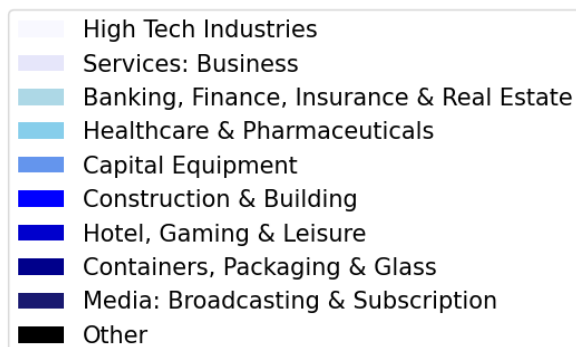 High Tech Industries
Services: Business
Banking, Finance, Insurance & Real Estate
Healthcare & Pharmaceuticals
Capital Equipment
Construction & Building
Hotel, Gaming & Leisure
Containers, Packaging & Glass
Media: Broadcasting & Subscription
Other